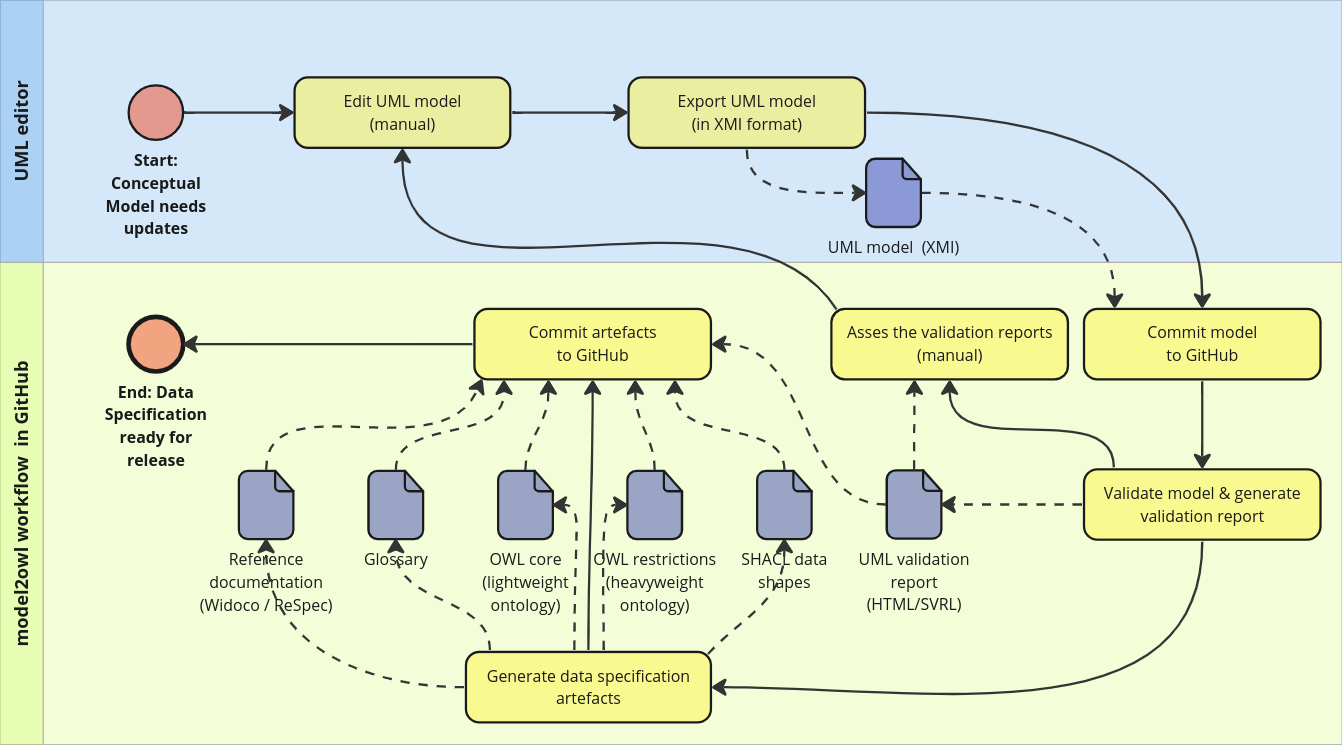 UML editor
Start:
Conceptual
Model needs
updates
Edit UML model
(manual)
Export UML model
(in XMI format)
UML model  (XMI)
model2owl workflow  in GitHub
End: Data
Specification
ready for
release
Commit artefacts
to GitHub
Asses the validation reports
(manual)
Commit model
to GitHub
Validate model & generate
validation report
Reference
documentation
(Widoco / ReSpec)
Glossary
OWL core
(lightweight
ontology)
OWL restrictions
(heavyweight
ontology)
SHACL data
shapes
UML validation
report
(HTML/SVRL)
Generate data specification
artefacts